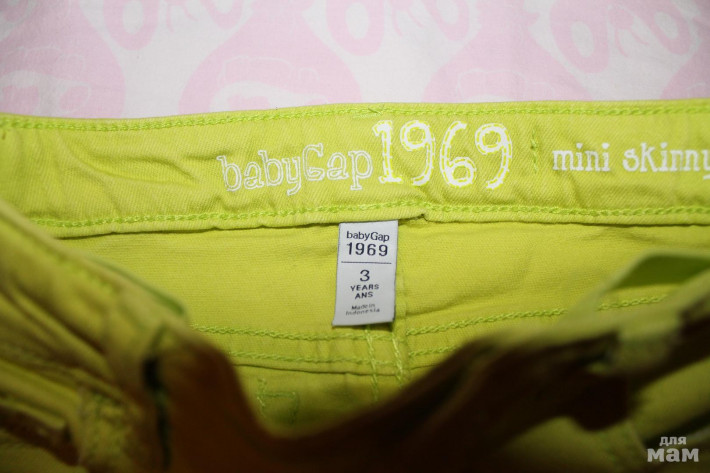 babyGap 1969
mini skinny
babyGap
1969
3
YEARS
ANS
Made in
Indonesia
для
мам